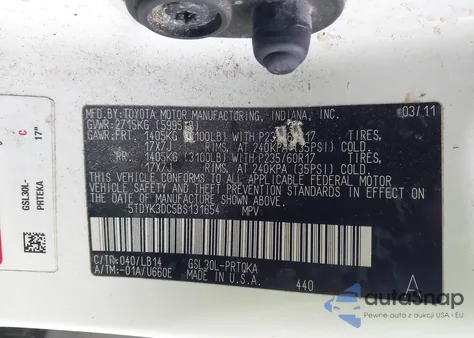 MFD.BY:TOYOTA MOTOR MANUFACTURING, INDIANA, INC. 03/11
GVWR:2715KG (5995
GAWR:FRT. 1405KG (3100LB) WITH P235/60R17 TIRES,
17X7J RIMS, AT 240KPA (35PSI) COLD.
RR. 1405KG (3100LB) WITH P235/60R17 TIRES,
17X7J RIMS, AT 240KPA (35PSI) COLD.
THIS VEHICLE CONFORMS TO ALL APPLICABLE FEDERAL MOTOR
VEHICLE SAFETY AND THEFT PREVENTION STANDARDS IN EFFECT
ON THE DATE OF MANUFACTURE SHOWN ABOVE.
5TDYK3DC5BS131654 MPV
C/TR:040/LB14 GSL30L-PRTQKA
A/TM:-01A/U660E MADE IN U.S.A. 440 A
GSL30L-
PRTEKA
C
17"
autoSnap
Pewne auta z aukcji USA i EU